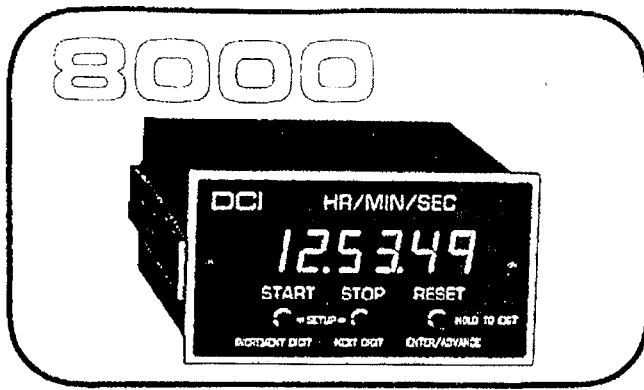 8000
DCI HR/MIN/SEC
12.53.49
START STOP RESET
◄SETUP► HOLD TO EXIT
INCREMENT DIGIT NEXT DIGIT ENTER/ADVANCE